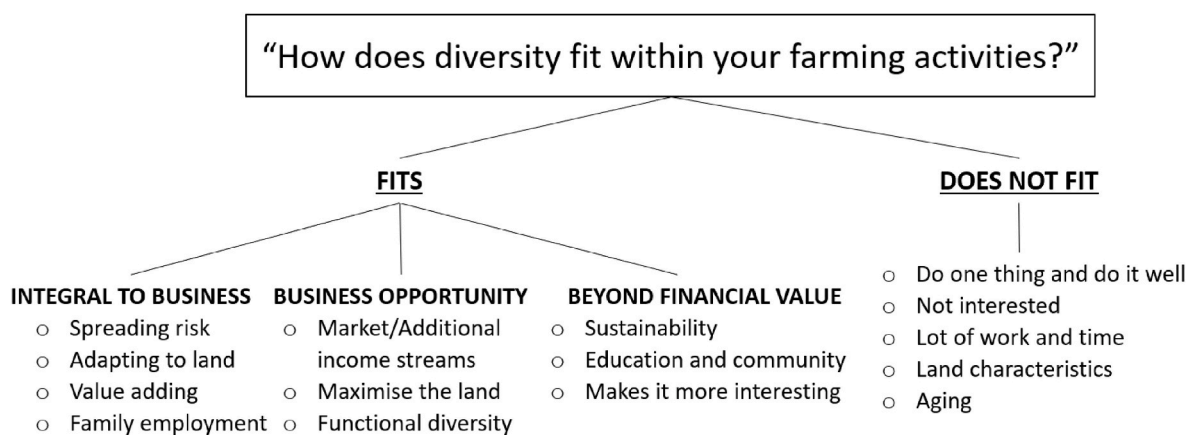 “How does diversity fit within your farming activities?”
FITS
DOES NOT FIT
INTEGRAL TO BUSINESS
o Spreading risk
o Adapting to land
o Value adding
o Family employment
BUSINESS OPPORTUNITY
o Market/Additional
income streams
o Maximise the land
o Functional diversity
BEYOND FINANCIAL VALUE
o Sustainability
o Education and community
o Makes it more interesting
o Do one thing and do it well
o Not interested
o Lot of work and time
o Land characteristics
o Aging